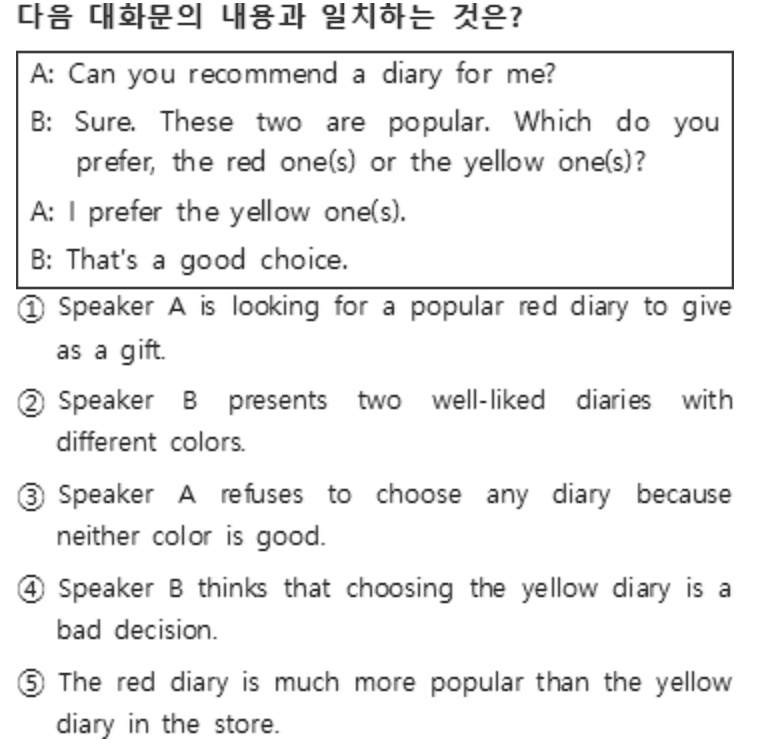 다음 대화문의 내용과 일치하는 것은?
A: Can you recommend a diary for me?
B: Sure. These two are popular. Which do you
prefer, the red one(s) or the yellow one(s)?
A: I prefer the yellow one(s).
B: That's a good choice.
① Speaker A is looking for a popular red diary to give
as a gift.
② Speaker B presents two well-liked diaries with
different colors.
③ Speaker A refuses to choose any diary because
neither color is good.
④ Speaker B thinks that choosing the yellow diary is a
bad decision.
⑤ The red diary is much more popular than the yellow
diary in the store.